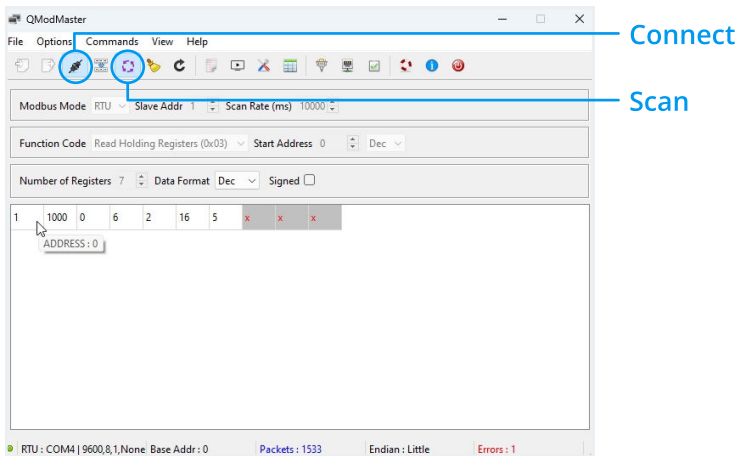 QModMaster
File Options Commands View Help
Connect
Scan
Modbus Mode RTU Slave Addr 1 Scan Rate (ms) 10000
Function Code Read Holding Registers (0x03) Start Address 0 Dec
Number of Registers 7 Data Format Dec Signed
1 1000 0 6 2 16 5 x x x
ADDRESS : 0
RTU : COM4 | 9600,8,1,None Base Addr : 0 Packets : 1533 Endian : Little Errors : 1